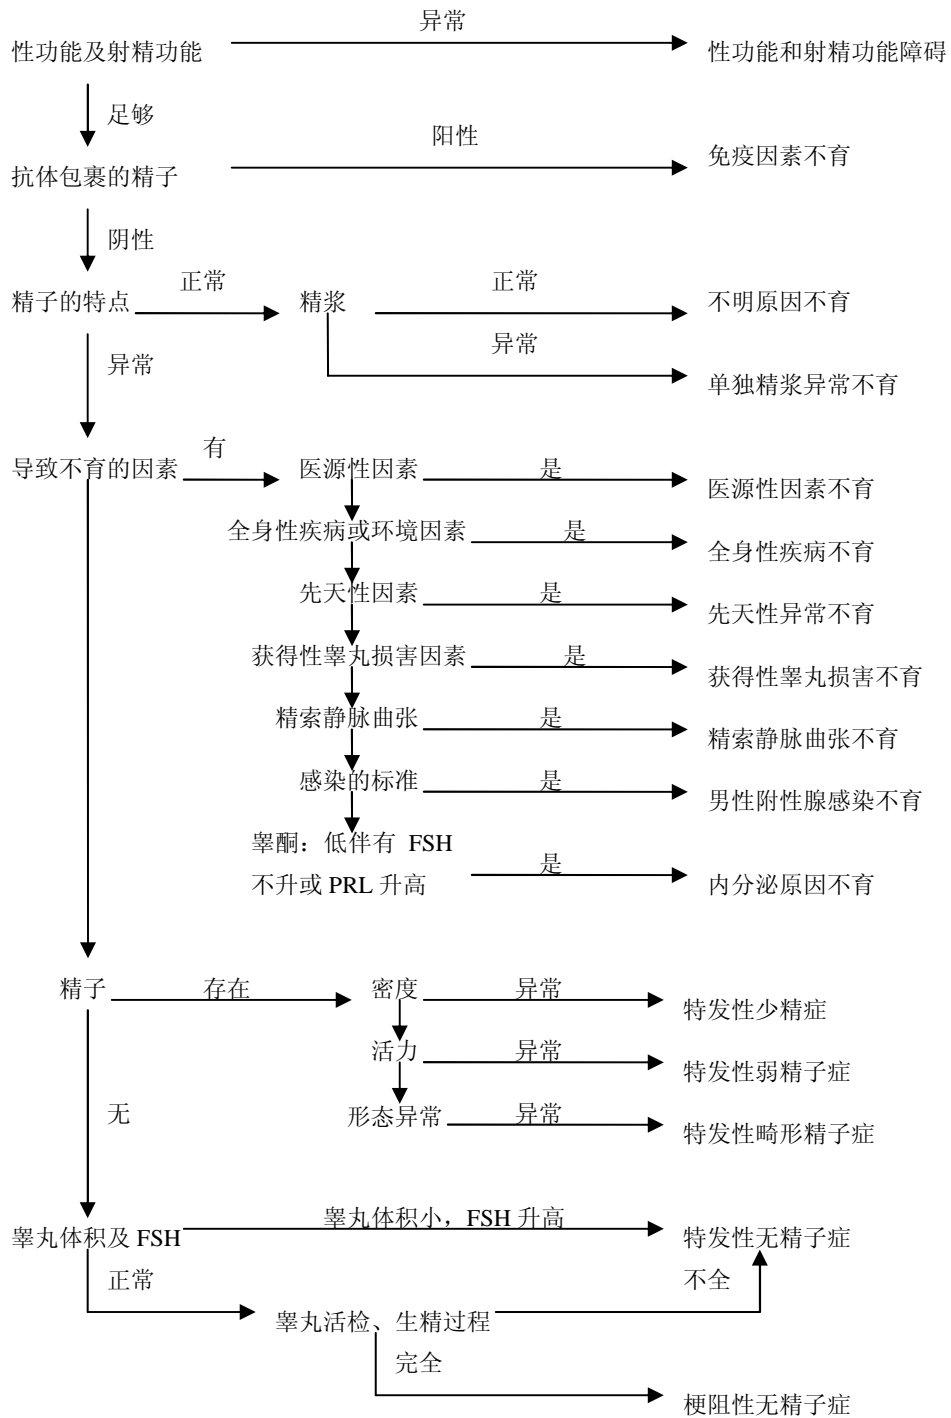 异常
性功能及射精功能
性功能和射精功能障碍
足够
阳性
抗体包裹的精子
免疫因素不育
阴性
精子的特点
正常
精浆
正常
不明原因不育
异常
异常
单独精浆异常不育
导致不育的因素
有
医源性因素
是
医源性因素不育
全身性疾病或环境因素
是
全身性疾病不育
先天性因素
是
先天性异常不育
获得性睾丸损害因素
是
获得性睾丸损害不育
精索静脉曲张
是
精索静脉曲张不育
感染的标准
是
男性附性腺感染不育
睾酮：低伴有 FSH
不升或 PRL 升高
是
内分泌原因不育
精子
存在
密度
异常
特发性少精症
活力
异常
特发性弱精子症
无
形态异常
异常
特发性畸形精子症
睾丸体积及 FSH
睾丸体积小，FSH 升高
特发性无精子症
正常
不全
睾丸活检、生精过程
完全
梗阻性无精子症